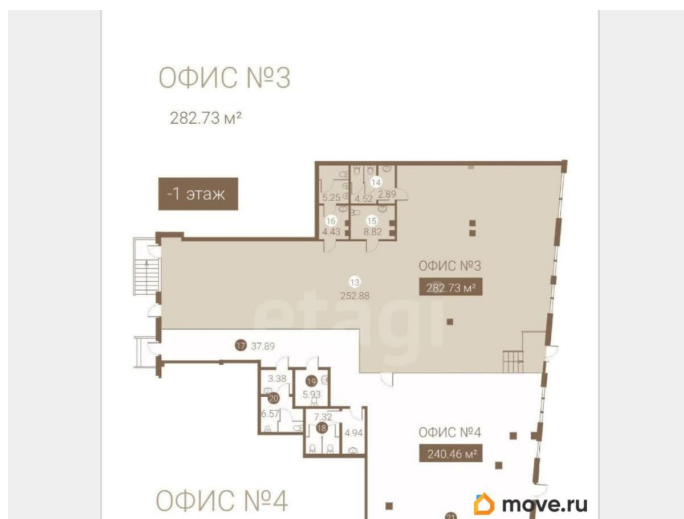 ОФИС №3
282.73 м²
-1 этаж
5.25
4.52
14
2.89
16
4.43
15
8.82
ОФИС №3
282.73 м²
13
252.88
etagi
17 37.89
3.38
19
5.93
20
6.57
7.32
18
4.94
ОФИС №4
240.46 м²
ОФИС №4
21
move.ru